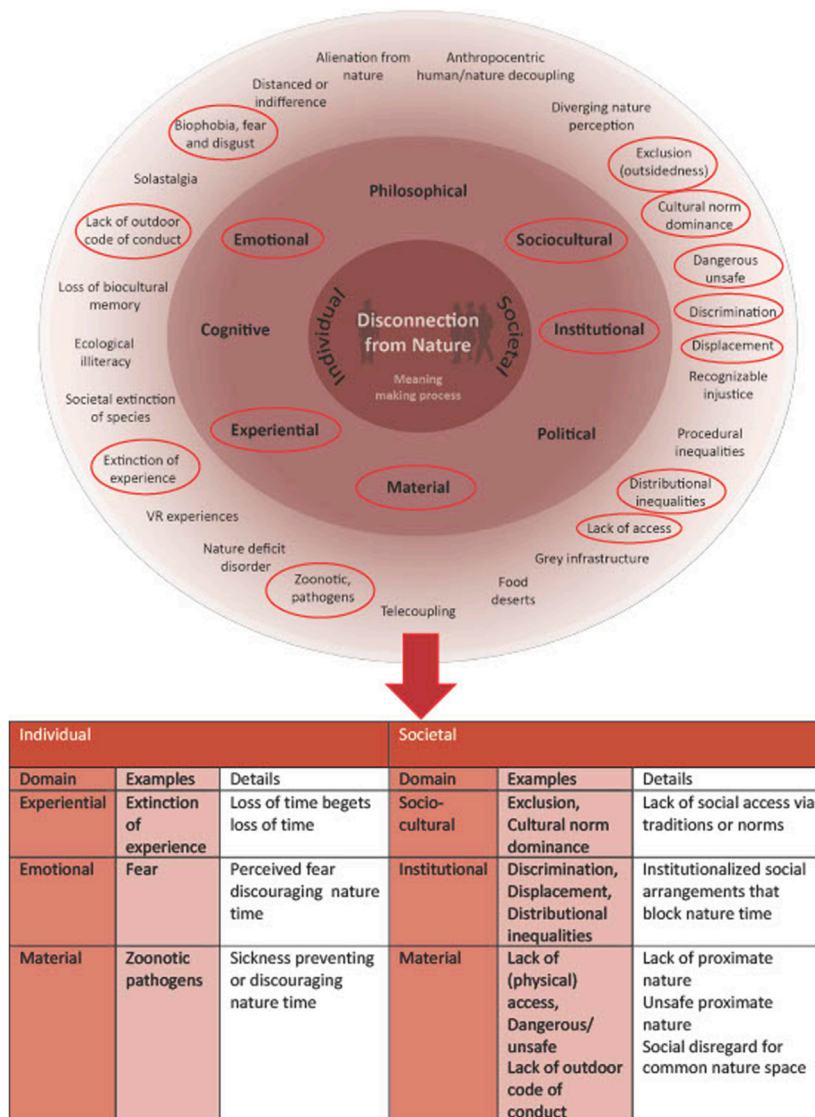 Alienation from
nature
Anthropocentric
human/nature decoupling
Distanced or
indifference
Diverging nature
perception
Biophobia, fear
and disgust
Exclusion
(outsidedness)
Solastalgia
Philosophical
Cultural norm
dominance
Lack of outdoor
code of conduct
Emotional
Sociocultural
Dangerous
unsafe
Loss of biocultural
memory
Individual
Societal
Discrimination
Cognitive
Disconnection
from Nature
Institutional
Ecological
illiteracy
Displacement
Meaning
making process
Recognizable
injustice
Societal extinction
of species
Experiential
Political
Procedural
inequalities
Extinction of
experience
Material
Distributional
inequalities
VR experiences
Lack of access
Nature deficit
disorder
Grey infrastructure
Zoonotic,
pathogens
Food
deserts
Telecoupling
Individual
Societal
Domain
Examples
Details
Domain
Examples
Details
Experiential
Extinction
of
experience
Loss of time begets
loss of time
Socio-
cultural
Exclusion,
Cultural norm
dominance
Lack of social access via
traditions or norms
Emotional
Fear
Perceived fear
discouraging nature
time
Institutional
Discrimination,
Displacement,
Distributional
inequalities
Institutionalized social
arrangements that
block nature time
Material
Zoonotic
pathogens
Sickness preventing
or discouraging
nature time
Material
Lack of
(physical)
access,
Dangerous/
unsafe
Lack of outdoor
code of
conduct
Lack of proximate
nature
Unsafe proximate
nature
Social disregard for
common nature space